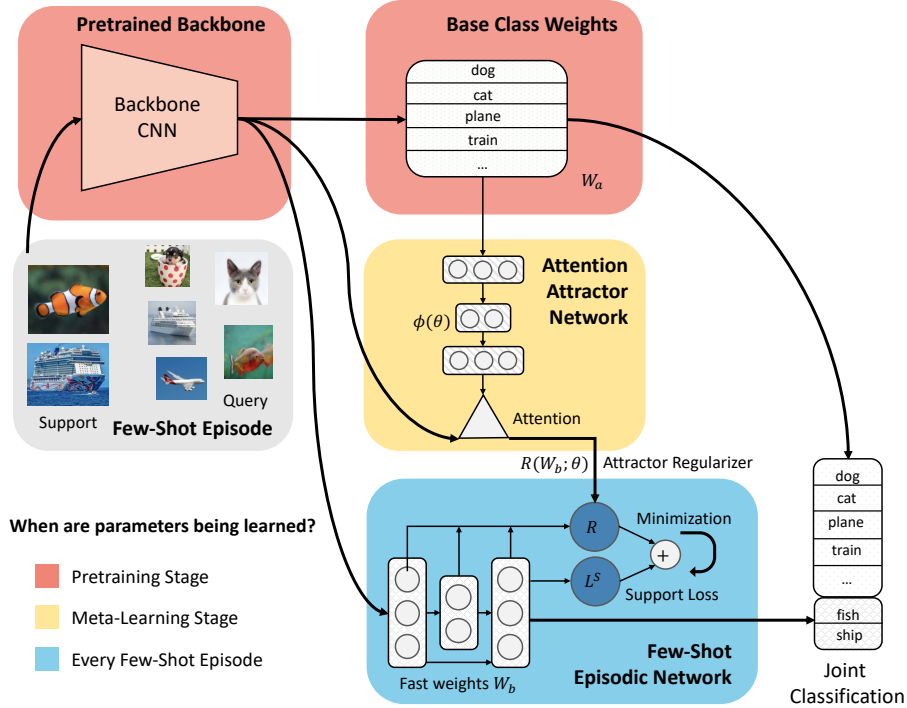 Pretrained Backbone
Backbone
CNN
Base Class Weights
dog
cat
plane
train
...
W_a
Support
Query
Few-Shot Episode
Attention
Attractor
Network
ϕ(θ)
Attention
R(W_b; θ)
Attractor Regularizer
When are parameters being learned?
Pretraining Stage
Meta-Learning Stage
Every Few-Shot Episode
R
Minimization
+
L^S
Support Loss
Fast weights W_b
Few-Shot
Episodic Network
dog
cat
plane
train
...
fish
ship
Joint
Classification